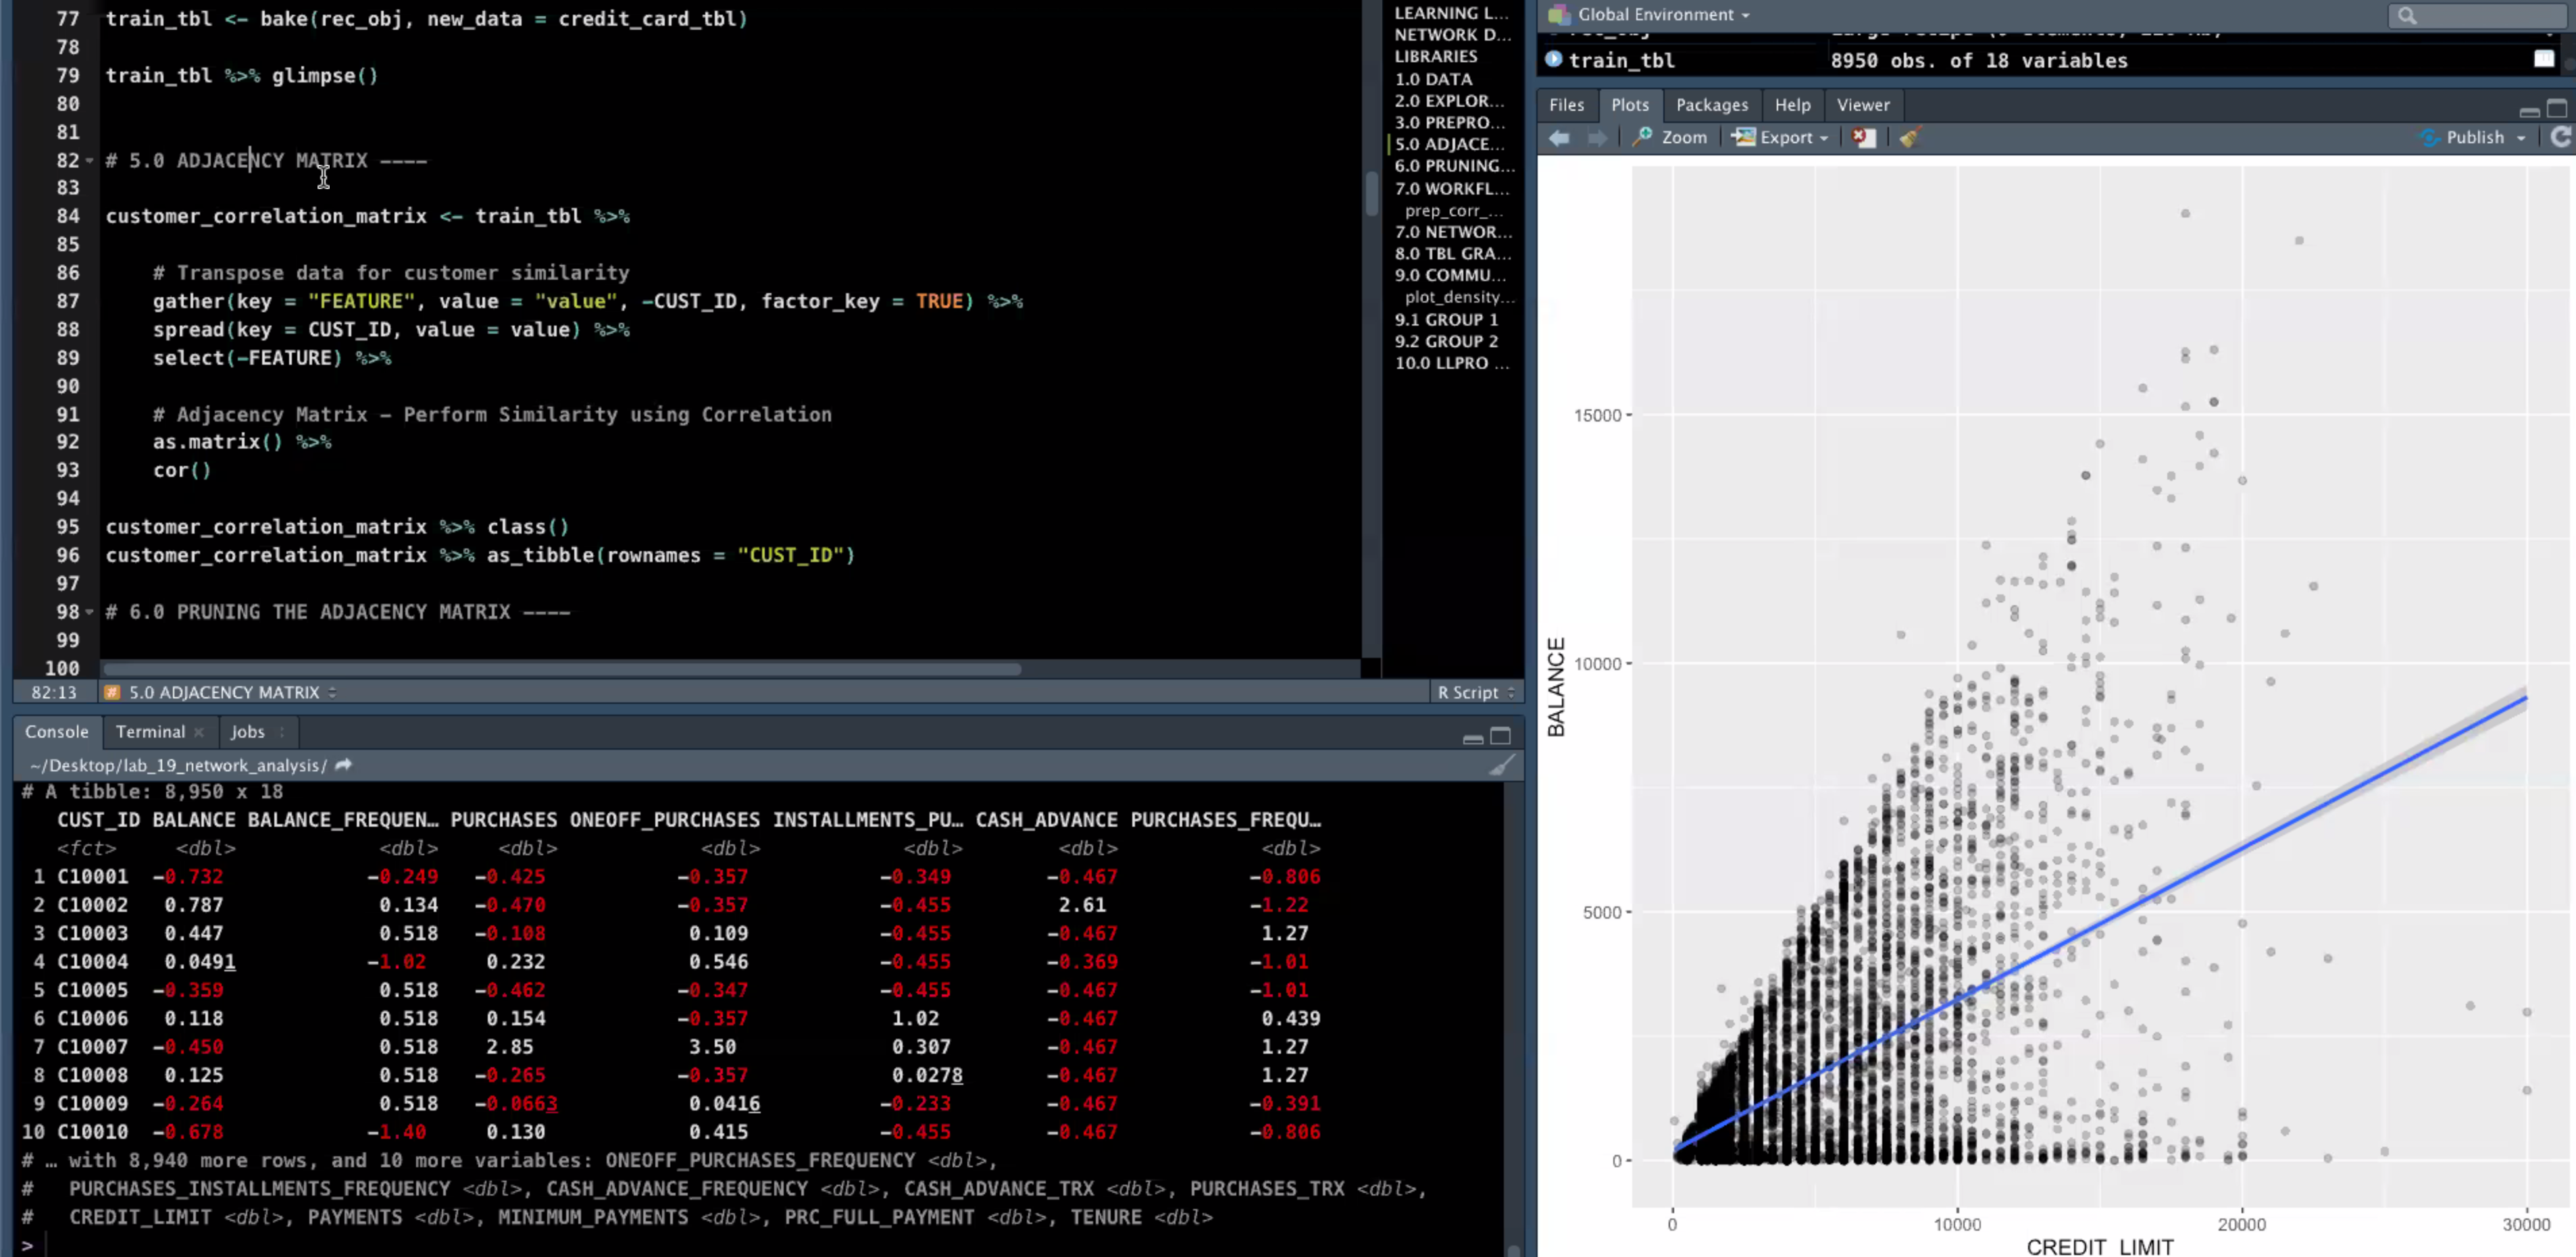 77 train_tbl <- bake(rec_obj, new_data = credit_card_tbl)
78
79 train_tbl %>% glimpse()
80
81
82 # 5.0 ADJACENCY MATRIX ----
83
84 customer_correlation_matrix <- train_tbl %>%
85
86 # Transpose data for customer similarity
87 gather(key = "FEATURE", value = "value", -CUST_ID, factor_key = TRUE) %>%
88 spread(key = CUST_ID, value = value) %>%
89 select(-FEATURE) %>%
90
91 # Adjacency Matrix - Perform Similarity using Correlation
92 as.matrix() %>%
93 cor()
94
95 customer_correlation_matrix %>% class()
96 customer_correlation_matrix %>% as_tibble(rownames = "CUST_ID")
97
98 # 6.0 PRUNING THE ADJACENCY MATRIX ----
99
100
82:13 # 5.0 ADJACENCY MATRIX R Script
LEARNING L...
NETWORK D...
LIBRARIES
1.0 DATA
2.0 EXPLOR...
3.0 PREPRO...
5.0 ADJACE...
6.0 PRUNING...
7.0 WORKFL...
prep_corr_...
7.0 NETWOR...
8.0 TBL GRA...
9.0 COMMU...
plot_density...
9.1 GROUP 1
9.2 GROUP 2
10.0 LLPRO ...
Console Terminal Jobs
~/Desktop/lab_19_network_analysis/
# A tibble: 8,950 x 18
CUST_ID BALANCE BALANCE_FREQUEN… PURCHASES ONEOFF_PURCHASES INSTALLMENTS_PU… CASH_ADVANCE PURCHASES_FREQU…
<fct> <dbl> <dbl> <dbl> <dbl> <dbl> <dbl> <dbl>
1 C10001 -0.732 -0.249 -0.425 -0.357 -0.349 -0.467 -0.806
2 C10002 0.787 0.134 -0.470 -0.357 -0.455 2.61 -1.22
3 C10003 0.447 0.518 -0.108 0.109 -0.455 -0.467 1.27
4 C10004 0.0491 -1.02 0.232 0.546 -0.455 -0.369 -1.01
5 C10005 -0.359 0.518 -0.462 -0.347 -0.455 -0.467 -1.01
6 C10006 0.118 0.518 0.154 -0.357 1.02 -0.467 0.439
7 C10007 -0.450 0.518 2.85 3.50 0.307 -0.467 1.27
8 C10008 0.125 0.518 -0.265 -0.357 0.0278 -0.467 1.27
9 C10009 -0.264 0.518 -0.0663 0.0416 -0.233 -0.467 -0.391
10 C10010 -0.678 -1.40 0.130 0.415 -0.455 -0.467 -0.806
# … with 8,940 more rows, and 10 more variables: ONEOFF_PURCHASES_FREQUENCY <dbl>,
# PURCHASES_INSTALLMENTS_FREQUENCY <dbl>, CASH_ADVANCE_FREQUENCY <dbl>, CASH_ADVANCE_TRX <dbl>, PURCHASES_TRX <dbl>,
# CREDIT_LIMIT <dbl>, PAYMENTS <dbl>, MINIMUM_PAYMENTS <dbl>, PRC_FULL_PAYMENT <dbl>, TENURE <dbl>
>
Global Environment
train_tbl 8950 obs. of 18 variables
Files Plots Packages Help Viewer
Zoom Export Publish
15000
10000
5000
0
BALANCE
0 10000 20000 30000
CREDIT_LIMIT